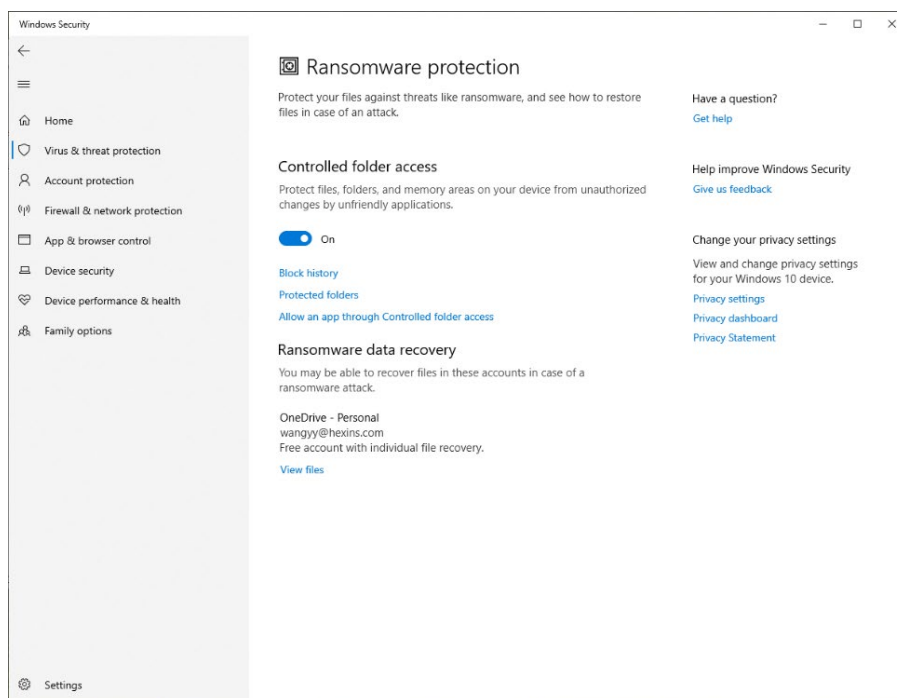 Windows Security
Home
Virus & threat protection
Account protection
Firewall & network protection
App & browser control
Device security
Device performance & health
Family options
Settings
Ransomware protection
Protect your files against threats like ransomware, and see how to restore
files in case of an attack.
Controlled folder access
Protect files, folders, and memory areas on your device from unauthorized
changes by unfriendly applications.
On
Block history
Protected folders
Allow an app through Controlled folder access
Ransomware data recovery
You may be able to recover files in these accounts in case of a
ransomware attack.
OneDrive - Personal
wangyy@hexins.com
Free account with individual file recovery.
View files
Have a question?
Get help
Help improve Windows Security
Give us feedback
Change your privacy settings
View and change privacy settings
for your Windows 10 device.
Privacy settings
Privacy dashboard
Privacy Statement